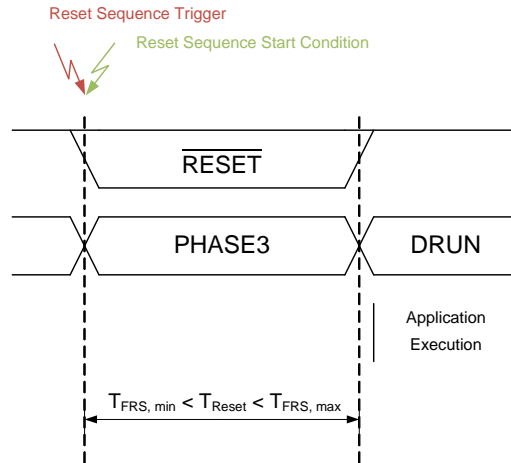 Reset Sequence Trigger
Reset Sequence Start Condition
RESET
PHASE3
DRUN
Application
Execution
TFRS, min < TReset < TFRS, max